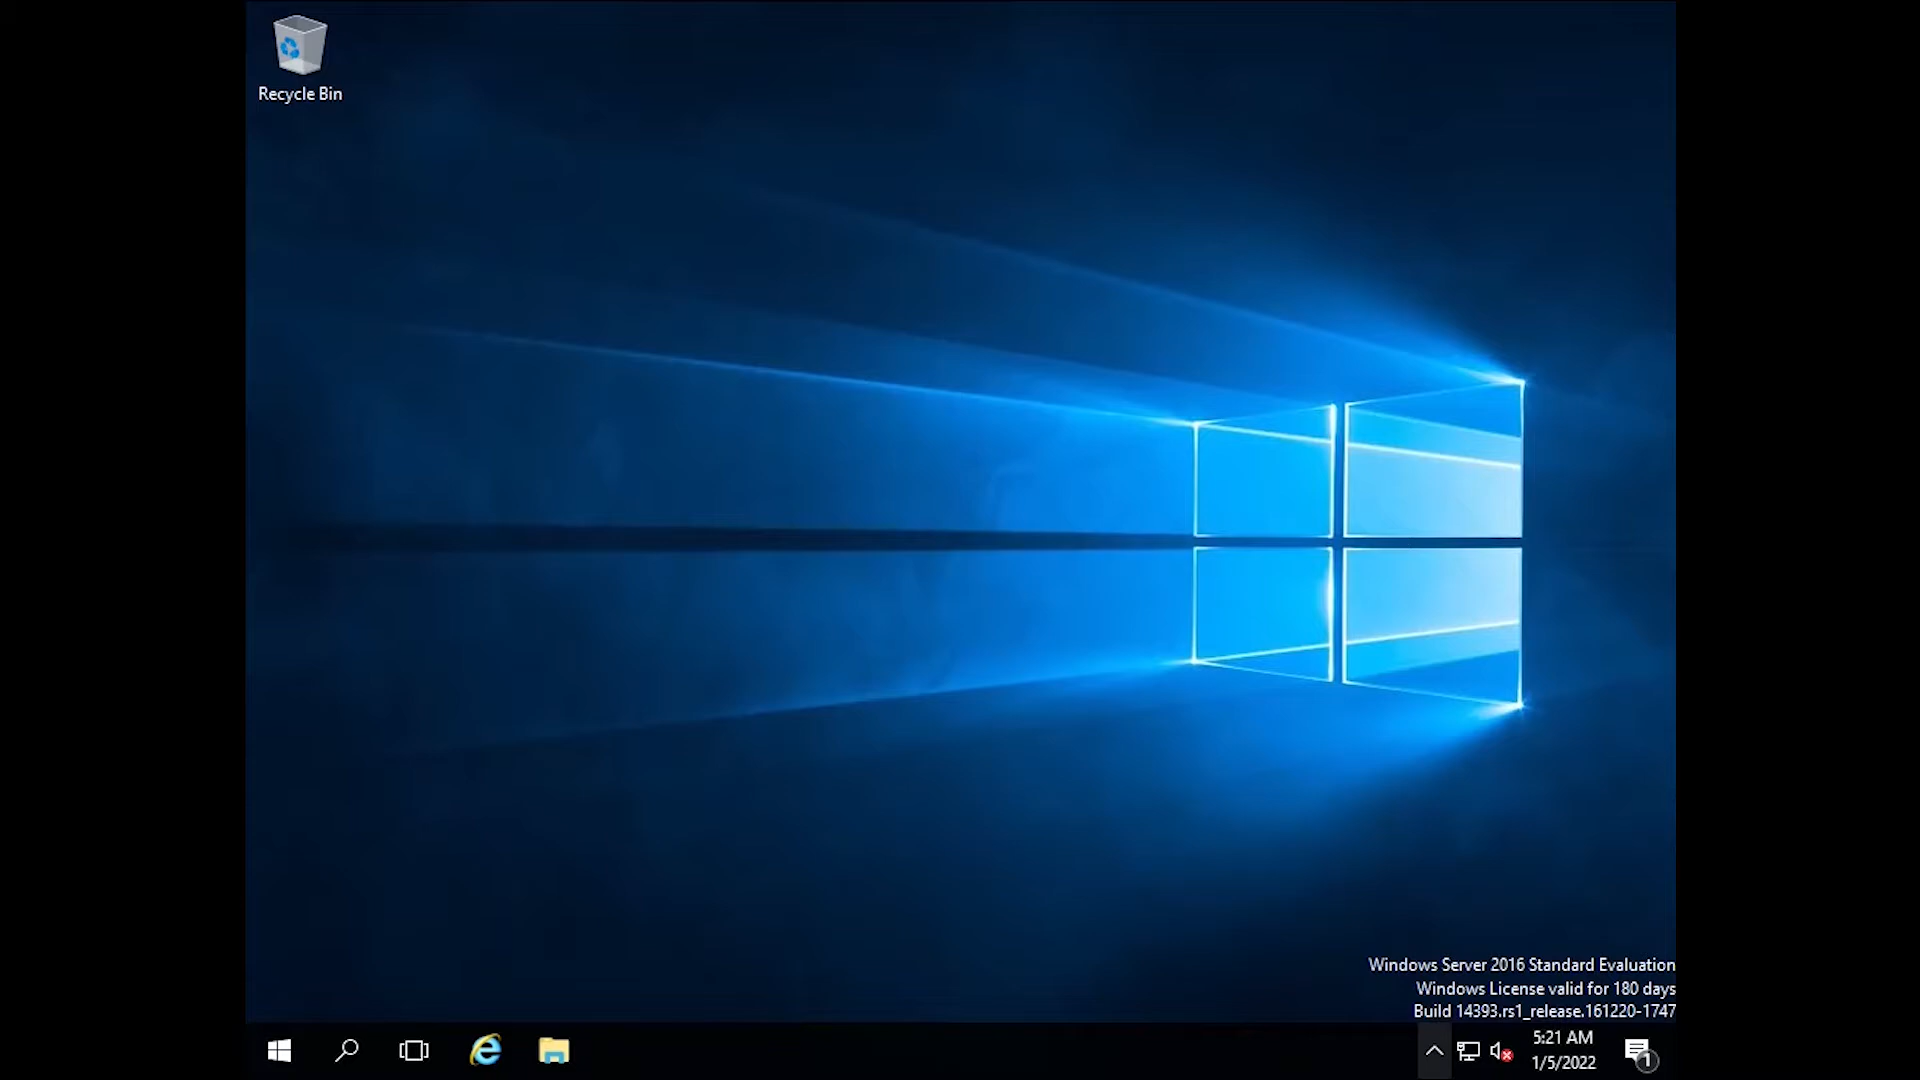 Recycle Bin
Windows Server 2016 Standard Evaluation
Windows License valid for 180 days
Build 14393.rs1_release.161220-1747
5:21 AM
1/5/2022
1